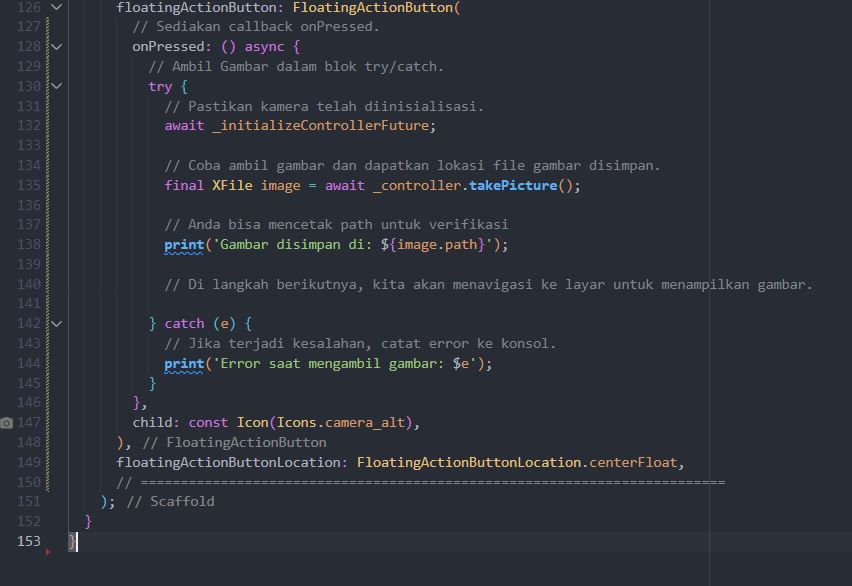 126 floatingActionButton: FloatingActionButton(
127 // Sediakan callback onPressed.
128 onPressed: () async {
129 // Ambil Gambar dalam blok try/catch.
130 try {
131 // Pastikan kamera telah diinisialisasi.
132 await _initializeControllerFuture;
133
134 // Coba ambil gambar dan dapatkan lokasi file gambar disimpan.
135 final XFile image = await _controller.takePicture();
136
137 // Anda bisa mencetak path untuk verifikasi
138 print('Gambar disimpan di: ${image.path}');
139
140 // Di langkah berikutnya, kita akan menavigasi ke layar untuk menampilkan gambar.
141
142 } catch (e) {
143 // Jika terjadi kesalahan, catat error ke konsol.
144 print('Error saat mengambil gambar: $e');
145 }
146 },
147 child: const Icon(Icons.camera_alt),
148 ), // FloatingActionButton
149 floatingActionButtonLocation: FloatingActionButtonLocation.centerFloat,
150 // =========================================================================
151 ); // Scaffold
152 }
153 }